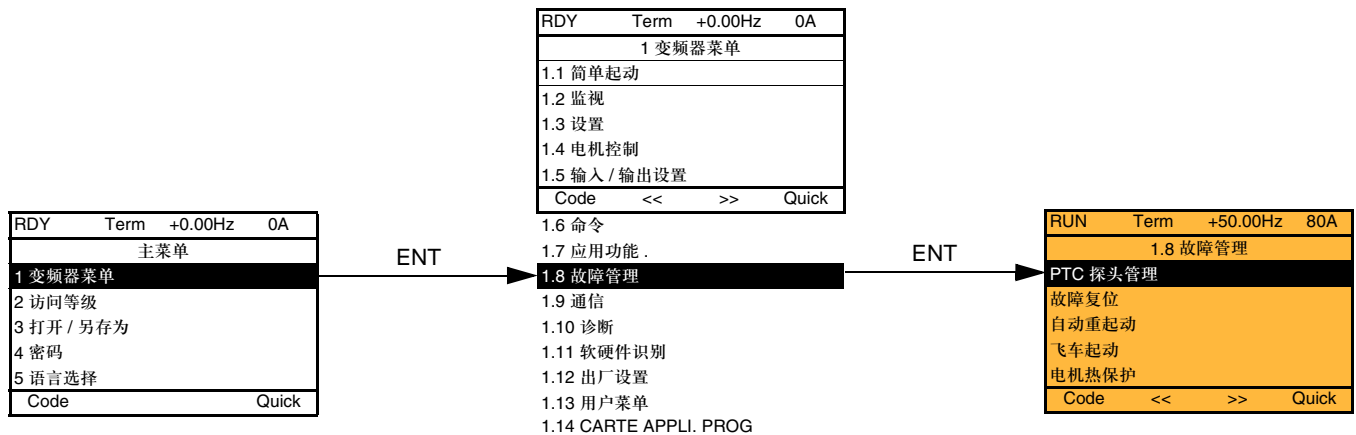 RDY Term +0.00Hz 0A
主菜单
1 变频器菜单
2 访问等级
3 打开 / 另存为
4 密码
5 语言选择
Code Quick
ENT
RDY Term +0.00Hz 0A
1 变频器菜单
1.1 简单起动
1.2 监视
1.3 设置
1.4 电机控制
1.5 输入 / 输出设置
Code << >> Quick
1.6 命令
1.7 应用功能 .
1.8 故障管理
1.9 通信
1.10 诊断
1.11 软硬件识别
1.12 出厂设置
1.13 用户菜单
1.14 CARTE APPLI. PROG
ENT
RUN Term +50.00Hz 80A
1.8 故障管理
PTC 探头管理
故障复位
自动重起动
飞车起动
电机热保护
Code << >> Quick